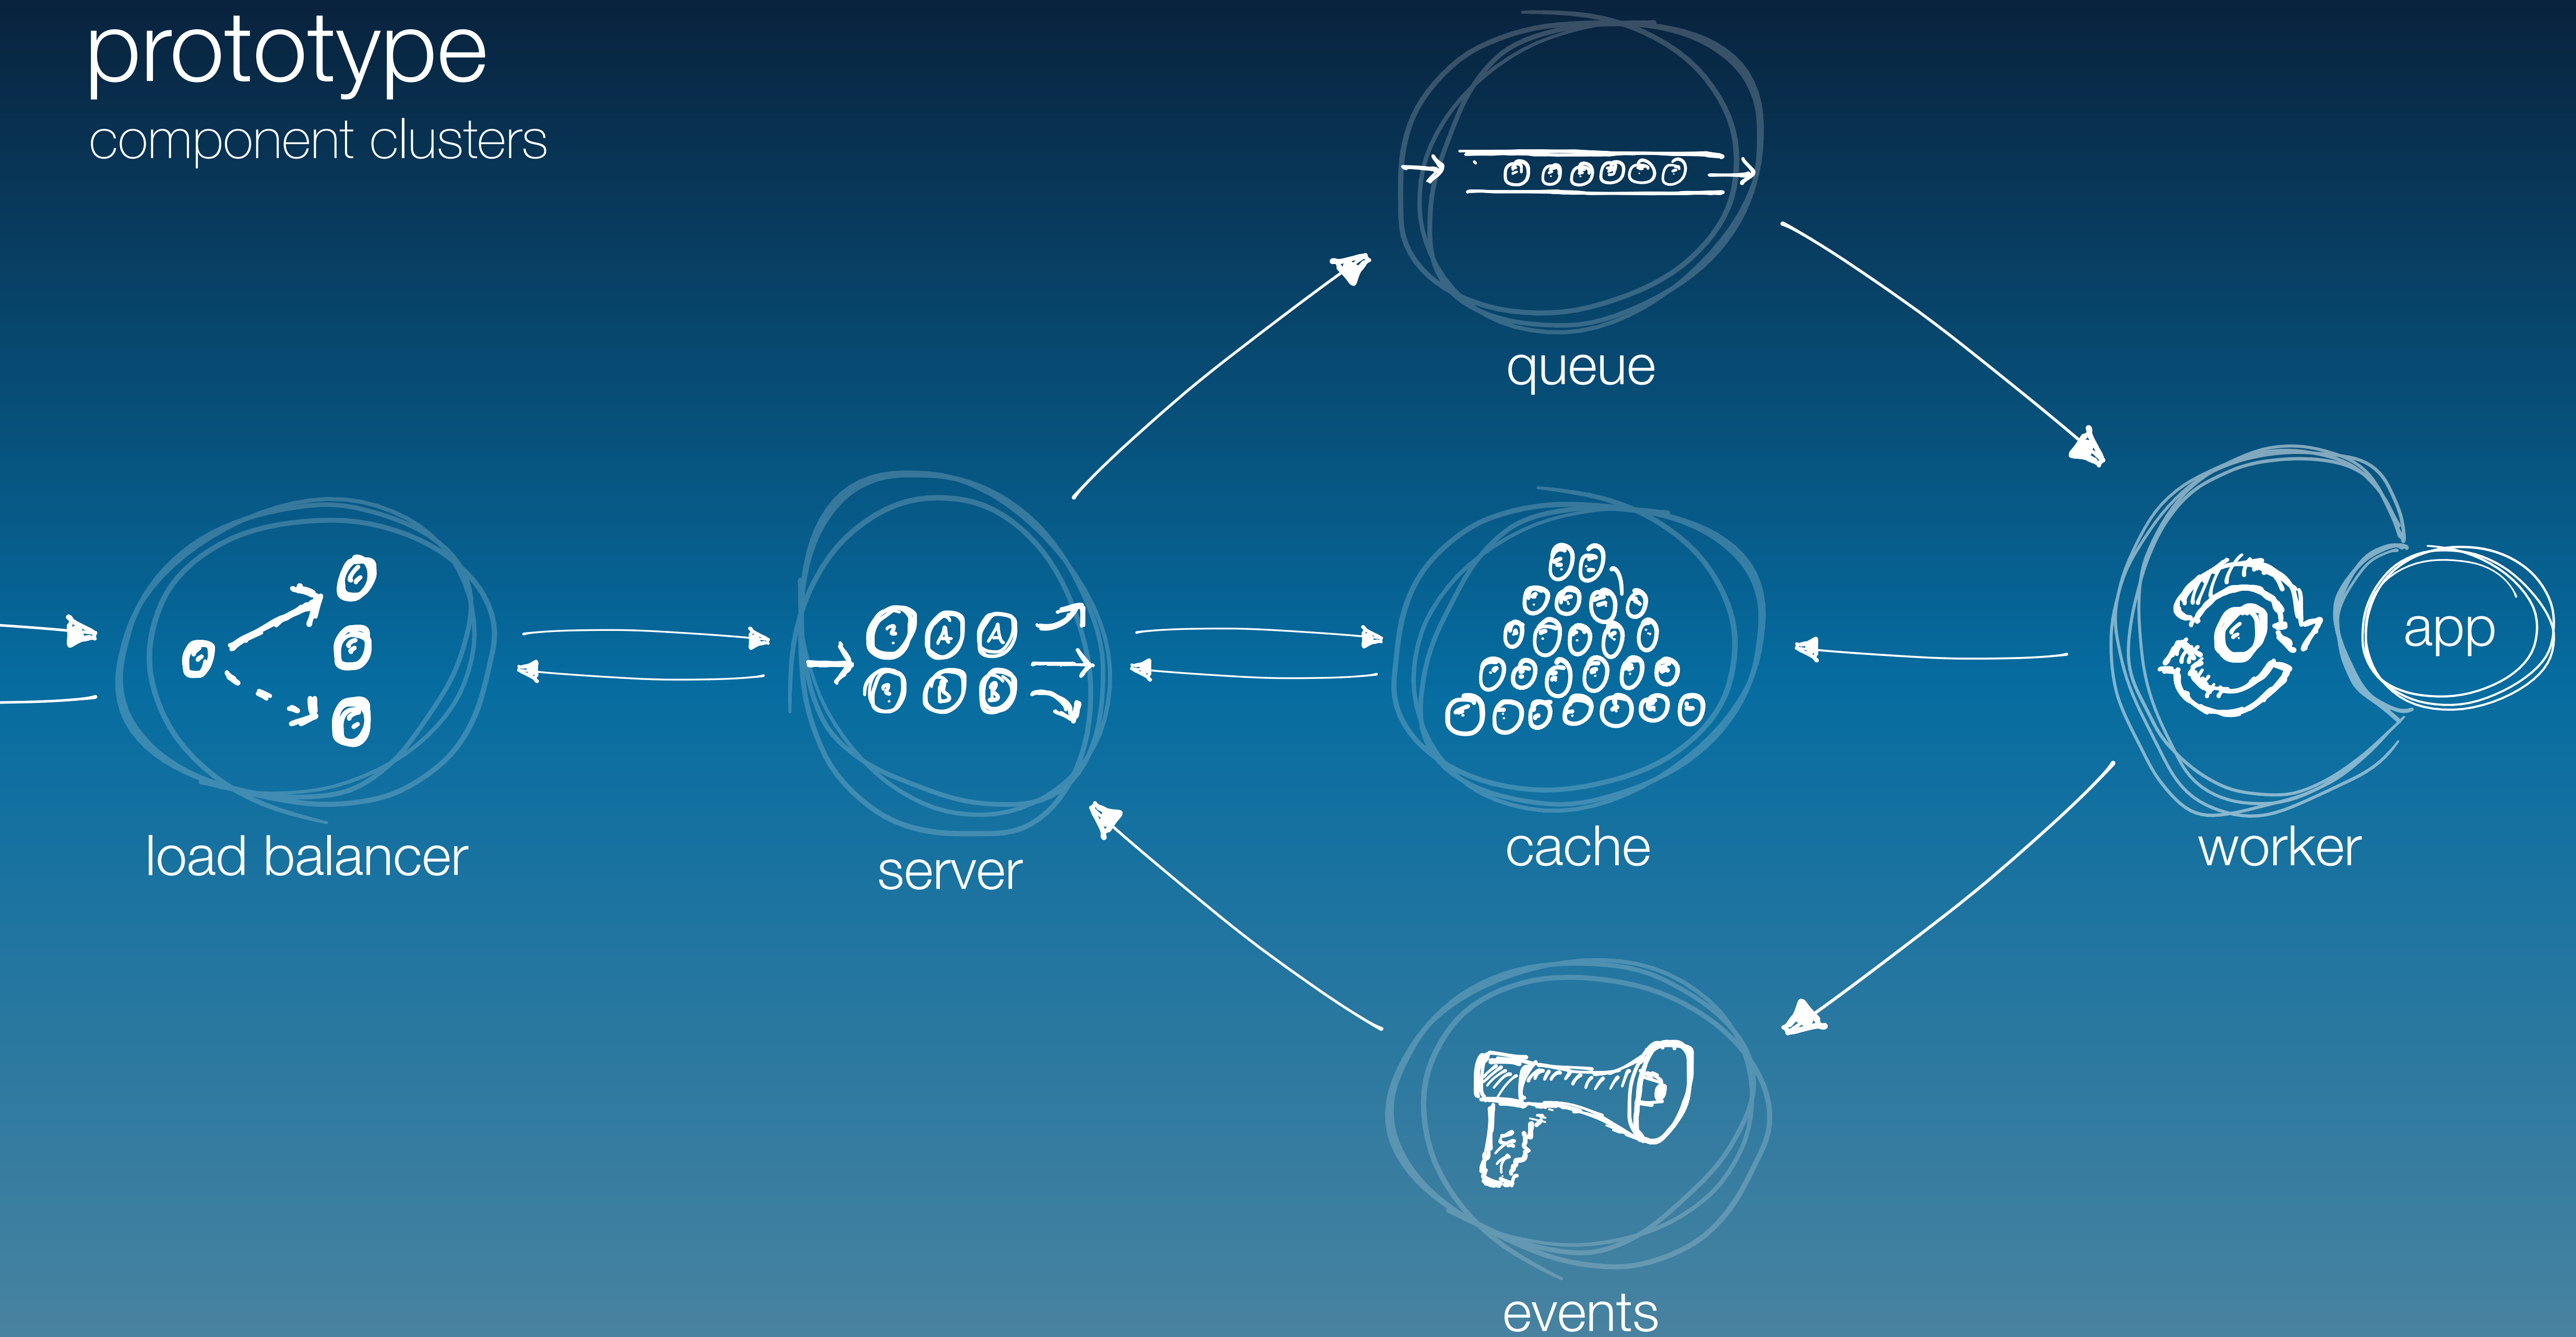 prototype
component clusters
queue
A A
B B
app
load balancer
server
cache
worker
events